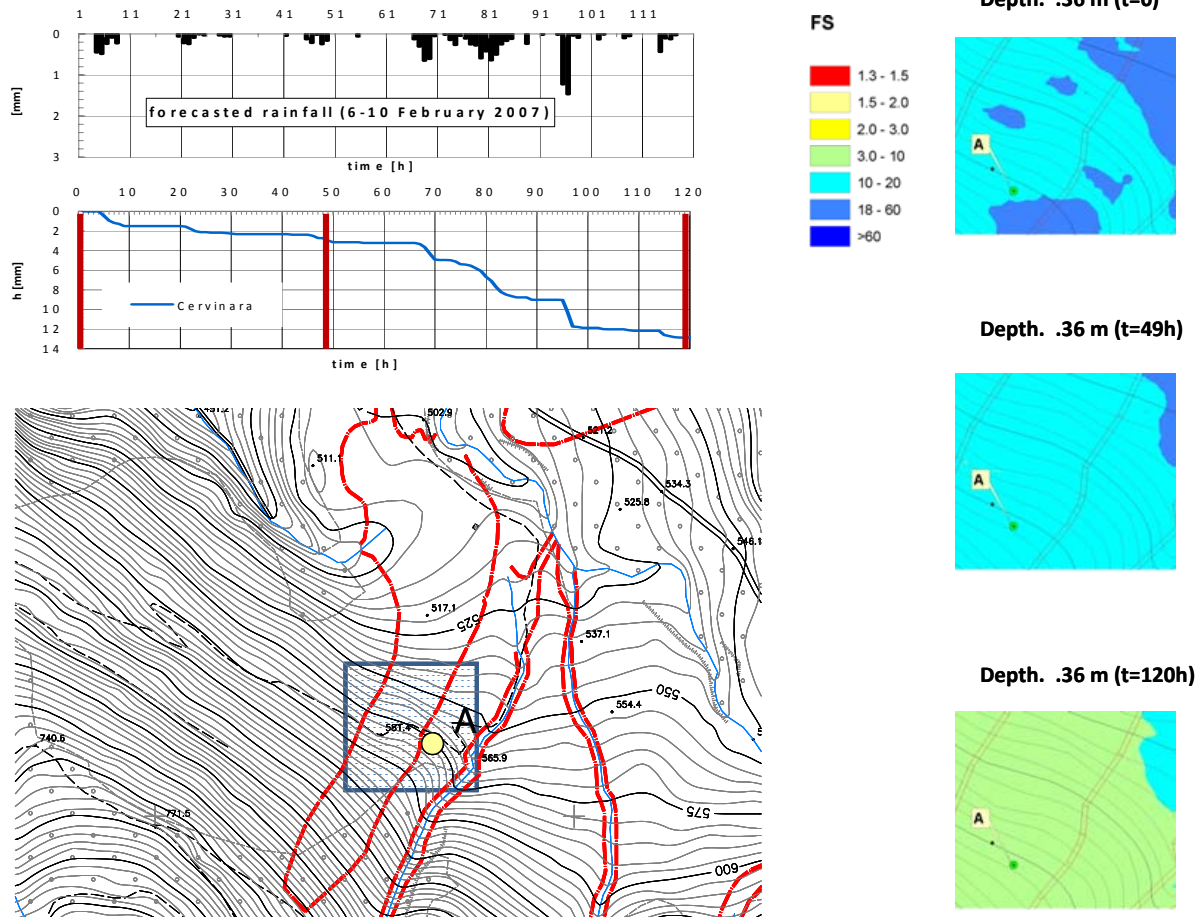 1 11 21 31 41 51 61 71 81 91 101 111
0
1
2
3
[mm]
forecasted rainfall (6-10 February 2007)
time [h]
0 10 20 30 40 50 60 70 80 90 100 110 120
0
2
4
6
8
10
12
14
h [mm]
Cervinara
time [h]
FS
1.3 - 1.5
1.5 - 2.0
2.0 - 3.0
3.0 - 10
10 - 20
18 - 60
>60
Depth. .36 m (t=0)
A
Depth. .36 m (t=49h)
A
Depth. .36 m (t=120h)
A
502.9
511.1
534.3
525.8
517.1
525
537.1
550
554.4
A
565.9
740.6
771.5
575
600